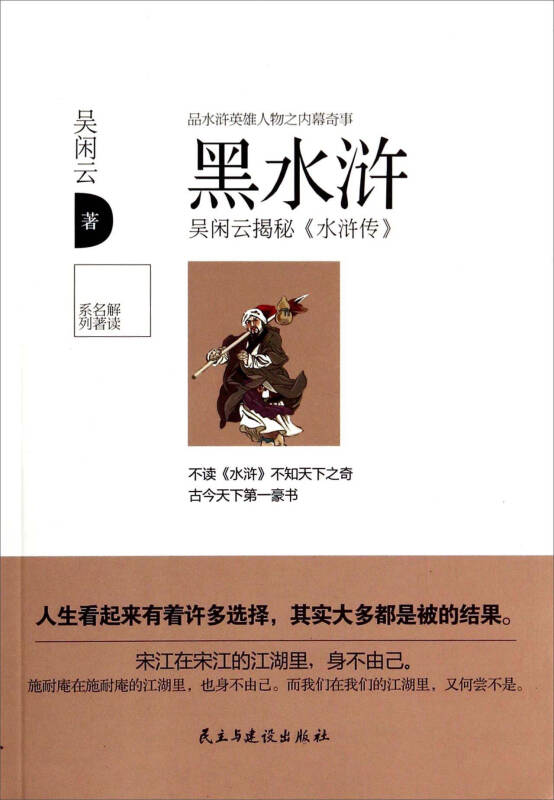 吴闲云
著
品水浒英雄人物之内幕奇事
黑水浒
吴闲云揭秘《水浒传》
系名解
列著读
不读《水浒》不知天下之奇
古今天下第一豪书
人生看起来有着许多选择，其实大多都是被的结果。
宋江在宋江的江湖里，身不由己。
施耐庵在施耐庵的江湖里，也身不由己。而我们在我们的江湖里，又何尝不是。
民主与建设出版社